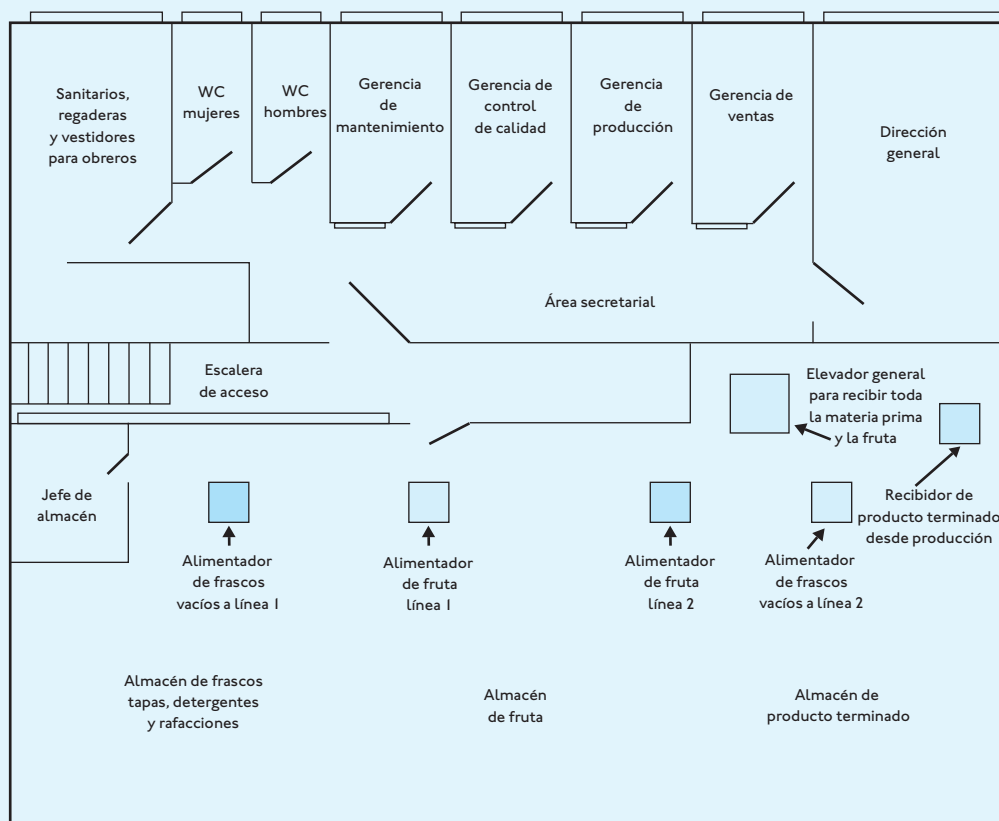 Sanitarios,
regaderas
y vestidores
para obreros
WC
mujeres
WC
hombres
Gerencia
de
mantenimiento
Gerencia de
control
de calidad
Gerencia
de
producción
Gerencia de
ventas
Dirección
general
Área secretarial
Escalera
de acceso
Elevador general
para recibir toda
la materia prima
y la fruta
Jefe de
almacén
Recibidor de
producto terminado
desde producción
Alimentador
de frascos
vacíos a línea 1
Alimentador
de fruta
línea 1
Alimentador
de fruta
línea 2
Alimentador
de frascos
vacíos a línea 2
Almacén de frascos
tapas, detergentes
y rafacciones
Almacén
de fruta
Almacén de
producto terminado